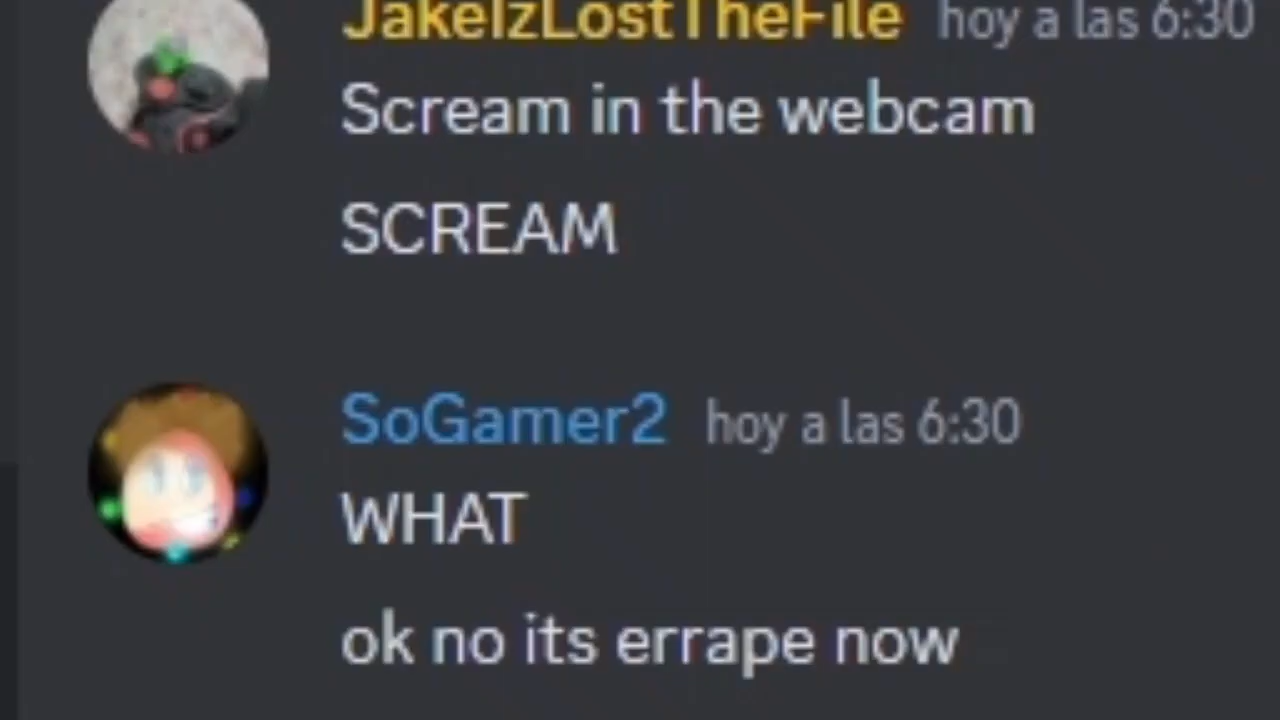 JakeIzLostTheFile hoy a las 6:30
Scream in the webcam
SCREAM
SoGamer2 hoy a las 6:30
WHAT
ok no its errape now